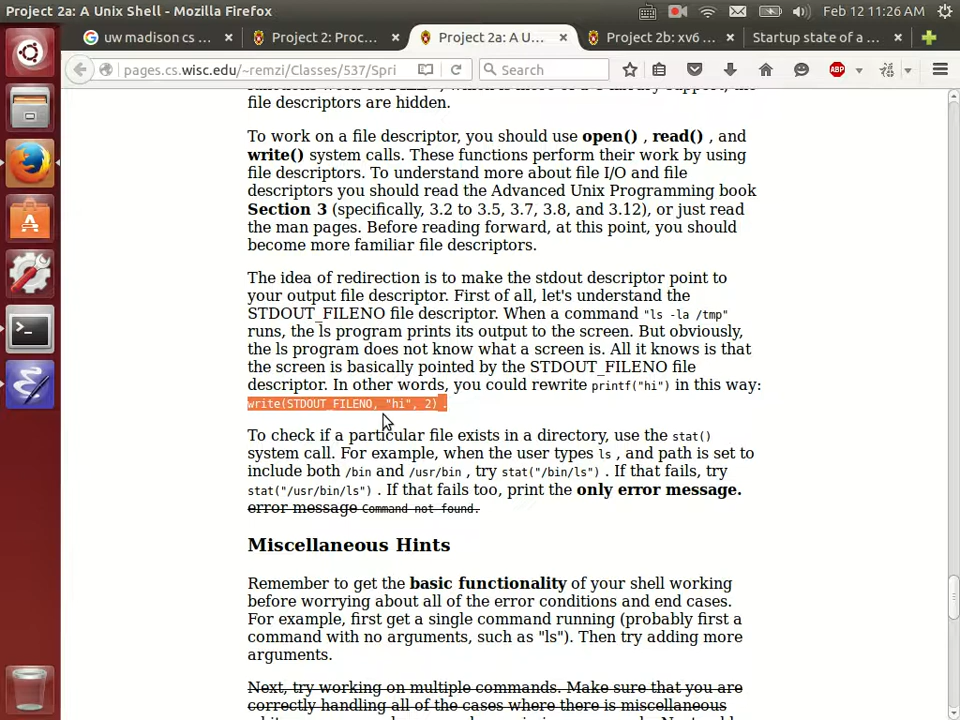 Project 2a: A Unix Shell - Mozilla Firefox
Feb 12 11:26 AM
uw madison cs ...
Project 2: Proc...
Project 2a: A U...
Project 2b: xv6 ...
Startup state of a ...
pages.cs.wisc.edu/~remzi/Classes/537/Spri
Search
ABP
file descriptors are hidden.
To work on a file descriptor, you should use open() , read() , and
write() system calls. These functions perform their work by using
file descriptors. To understand more about file I/O and file
descriptors you should read the Advanced Unix Programming book
Section 3 (specifically, 3.2 to 3.5, 3.7, 3.8, and 3.12), or just read
the man pages. Before reading forward, at this point, you should
become more familiar file descriptors.
The idea of redirection is to make the stdout descriptor point to
your output file descriptor. First of all, let's understand the
STDOUT_FILENO file descriptor. When a command "ls -la /tmp"
runs, the ls program prints its output to the screen. But obviously,
the ls program does not know what a screen is. All it knows is that
the screen is basically pointed by the STDOUT_FILENO file
descriptor. In other words, you could rewrite printf("hi") in this way:
write(STDOUT_FILENO, "hi", 2) .
To check if a particular file exists in a directory, use the stat()
system call. For example, when the user types ls , and path is set to
include both /bin and /usr/bin , try stat("/bin/ls") . If that fails, try
stat("/usr/bin/ls") . If that fails too, print the only error message.
error message Command not found.
Miscellaneous Hints
Remember to get the basic functionality of your shell working
before worrying about all of the error conditions and end cases.
For example, first get a single command running (probably first a
command with no arguments, such as "ls"). Then try adding more
arguments.
Next, try working on multiple commands. Make sure that you are
correctly handling all of the cases where there is miscellaneous